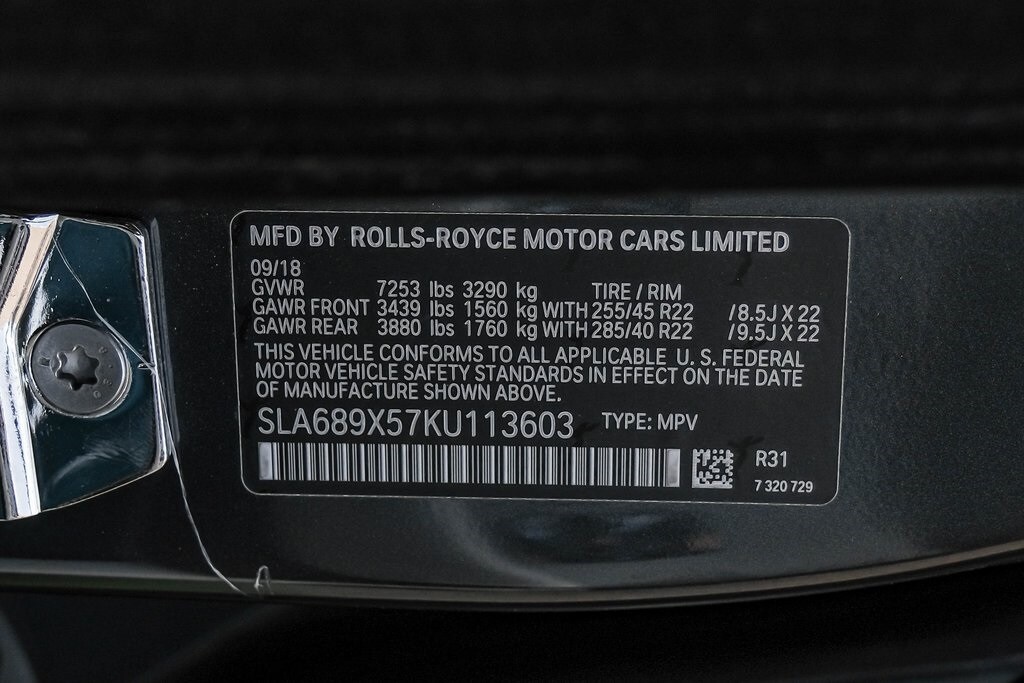 MFD BY ROLLS-ROYCE MOTOR CARS LIMITED
09/18
GVWR 7253 lbs 3290 kg TIRE / RIM
GAWR FRONT 3439 lbs 1560 kg WITH 255/45 R22 /8.5J X 22
GAWR REAR 3880 lbs 1760 kg WITH 285/40 R22 /9.5J X 22
THIS VEHICLE CONFORMS TO ALL APPLICABLE U. S. FEDERAL
MOTOR VEHICLE SAFETY STANDARDS IN EFFECT ON THE DATE
OF MANUFACTURE SHOWN ABOVE.
SLA689X57KU113603 TYPE: MPV
R31
7 320 729